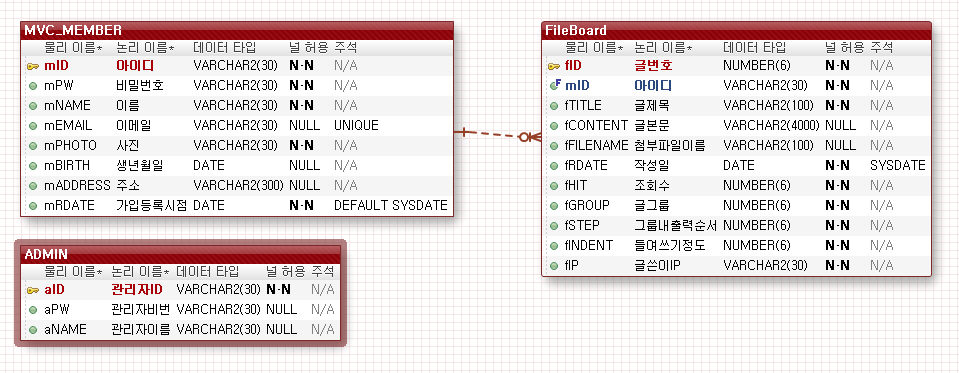 MVC_MEMBER
물리 이름* 논리 이름* 데이터 타입 널 허용 주석
mID 아이디 VARCHAR2(30) N·N N/A
mPW 비밀번호 VARCHAR2(30) N·N N/A
mNAME 이름 VARCHAR2(30) N·N N/A
mEMAIL 이메일 VARCHAR2(30) NULL UNIQUE
mPHOTO 사진 VARCHAR2(30) N·N N/A
mBIRTH 생년월일 DATE NULL N/A
mADDRESS 주소 VARCHAR2(300) NULL N/A
mRDATE 가입등록시점 DATE N·N DEFAULT SYSDATE
FileBoard
물리 이름* 논리 이름* 데이터 타입 널 허용 주석
fID 글번호 NUMBER(6) N·N N/A
F mID 아이디 VARCHAR2(30) N·N N/A
fTITLE 글제목 VARCHAR2(100) N·N N/A
fCONTENT 글본문 VARCHAR2(4000) NULL N/A
fFILENAME 첨부파일이름 VARCHAR2(100) NULL N/A
fRDATE 작성일 DATE N·N SYSDATE
fHIT 조회수 NUMBER(6) N·N N/A
fGROUP 글그룹 NUMBER(6) N·N N/A
fSTEP 그룹내출력순서 NUMBER(6) N·N N/A
fINDENT 들여쓰기정도 NUMBER(6) N·N N/A
fIP 글쓴이IP VARCHAR2(30) N·N N/A
ADMIN
물리 이름* 논리 이름* 데이터 타입 널 허용 주석
aID 관리자ID VARCHAR2(30) N·N N/A
aPW 관리자비번 VARCHAR2(30) NULL N/A
aNAME 관리자이름 VARCHAR2(30) NULL N/A